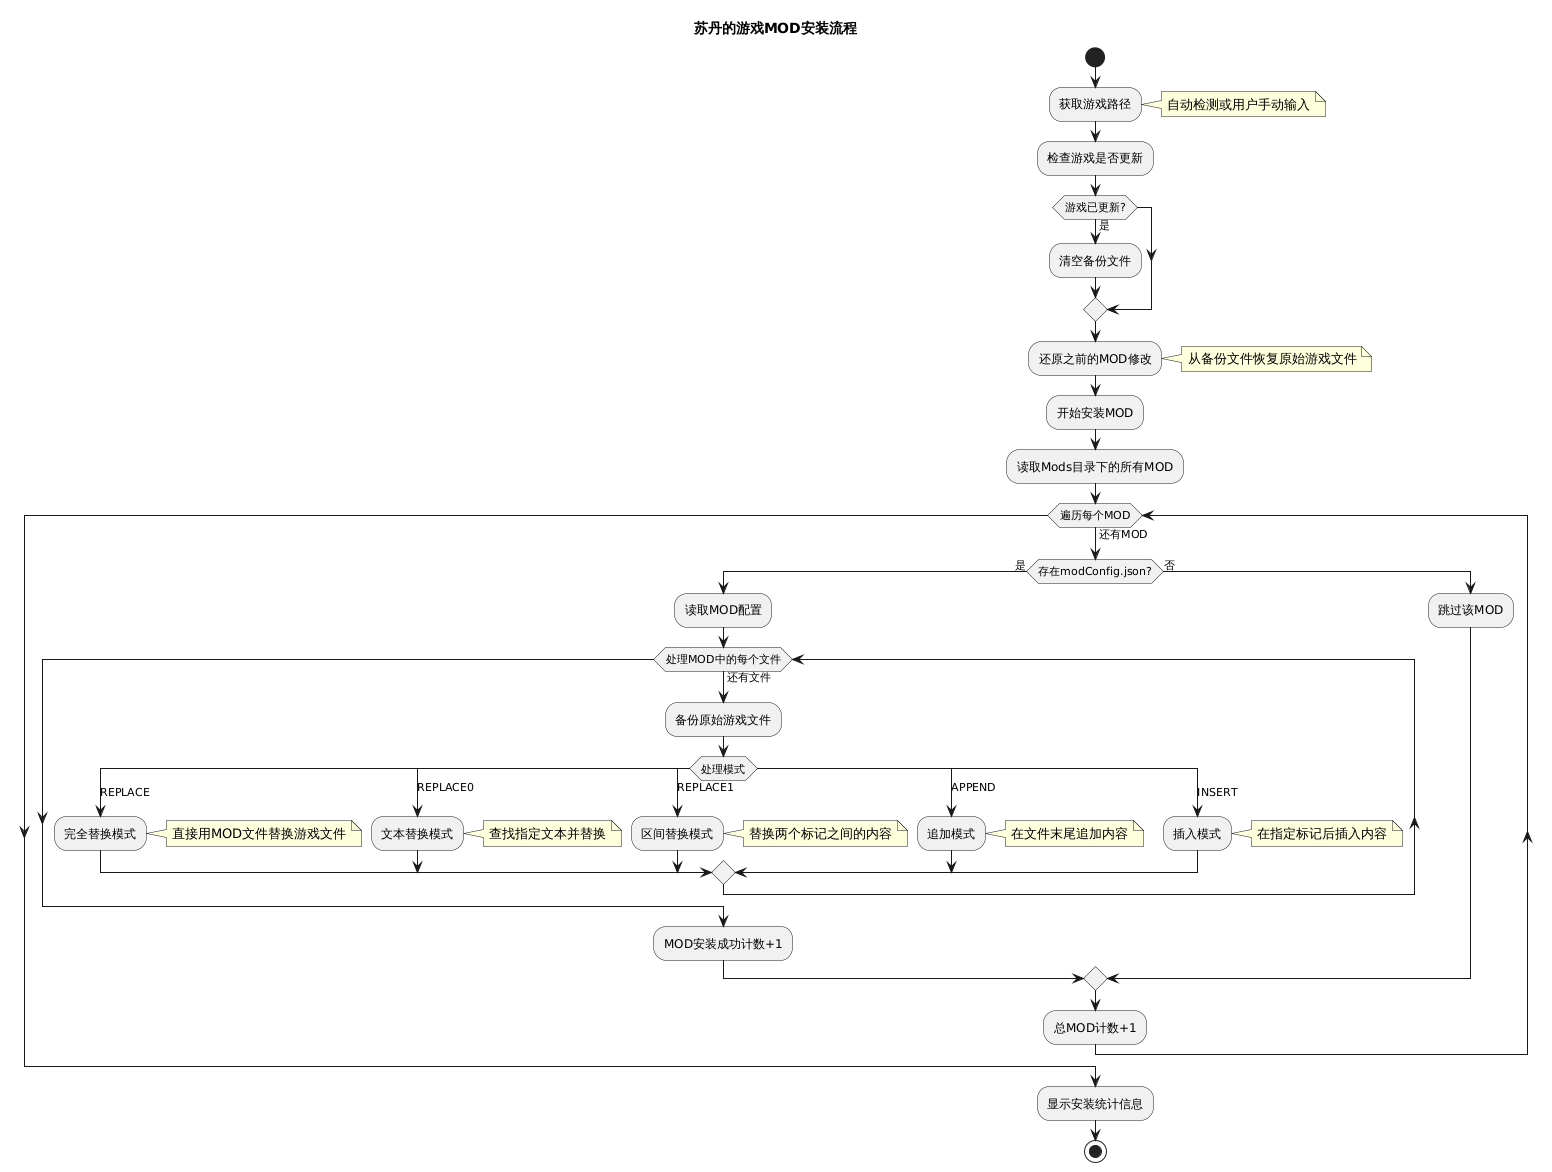 苏丹的游戏MOD安装流程
获取游戏路径
自动检测或用户手动输入
检查游戏是否更新
游戏已更新?
是
清空备份文件
还原之前的MOD修改
从备份文件恢复原始游戏文件
开始安装MOD
读取Mods目录下的所有MOD
遍历每个MOD
还有MOD
是
存在modConfig.json?
否
读取MOD配置
跳过该MOD
处理MOD中的每个文件
还有文件
备份原始游戏文件
处理模式
REPLACE
REPLACE0
REPLACE1
APPEND
INSERT
完全替换模式
直接用MOD文件替换游戏文件
文本替换模式
查找指定文本并替换
区间替换模式
替换两个标记之间的内容
追加模式
在文件末尾追加内容
插入模式
在指定标记后插入内容
MOD安装成功计数+1
总MOD计数+1
显示安装统计信息